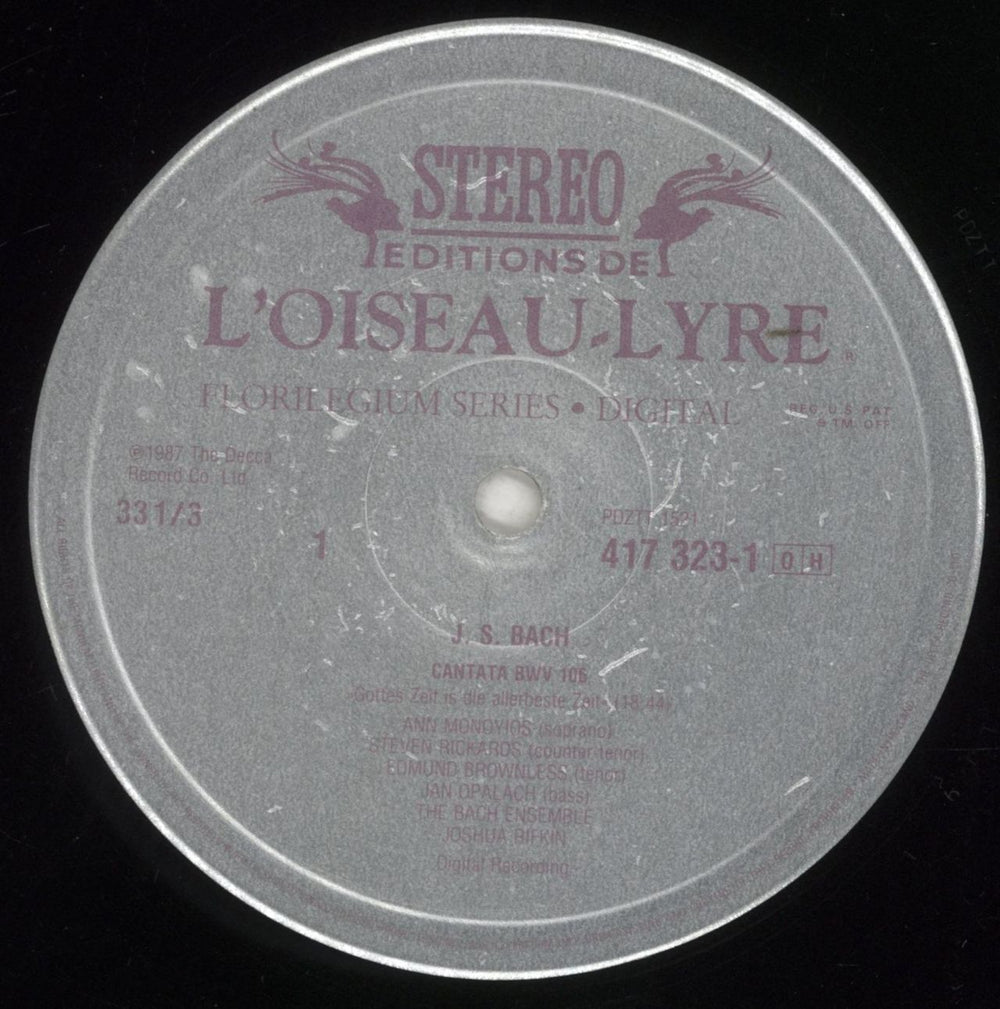 STEREO
EDITIONS DE
L'OISEAU-LYRE
®
FLORILEGIUM SERIES • DIGITAL
REG. U.S PAT
& TM. OFF
℗1987 The Decca
Record Co. Ltd.
33 1/3
1
PDZTT 1521
417 323-1 O H
J. S. BACH
CANTATA BWV 106
Gottes Zeit is die allerbeste Zeit (18.44)
ANN MONOYIOS (soprano)
STEVEN RICKARDS (counter-tenor)
EDMUND BROWNLESS (tenor)
JAN OPALACH (bass)
THE BACH ENSEMBLE
JOSHUA RIFKIN
Digital Recording
PDZTT